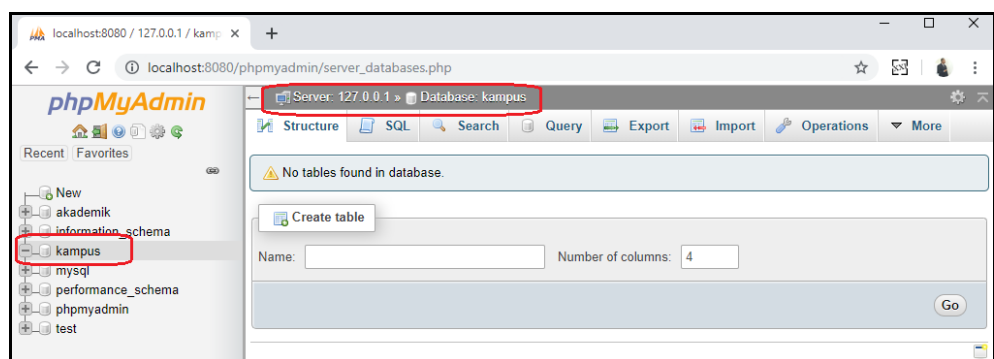 localhost:8080 / 127.0.0.1 / kamp
localhost:8080/phpmyadmin/server_databases.php
phpMyAdmin
Recent Favorites
New
akademik
information_schema
kampus
mysql
performance_schema
phpmyadmin
test
Server: 127.0.0.1 » Database: kampus
Structure SQL Search Query Export Import Operations More
No tables found in database.
Create table
Name: Number of columns: 4
Go